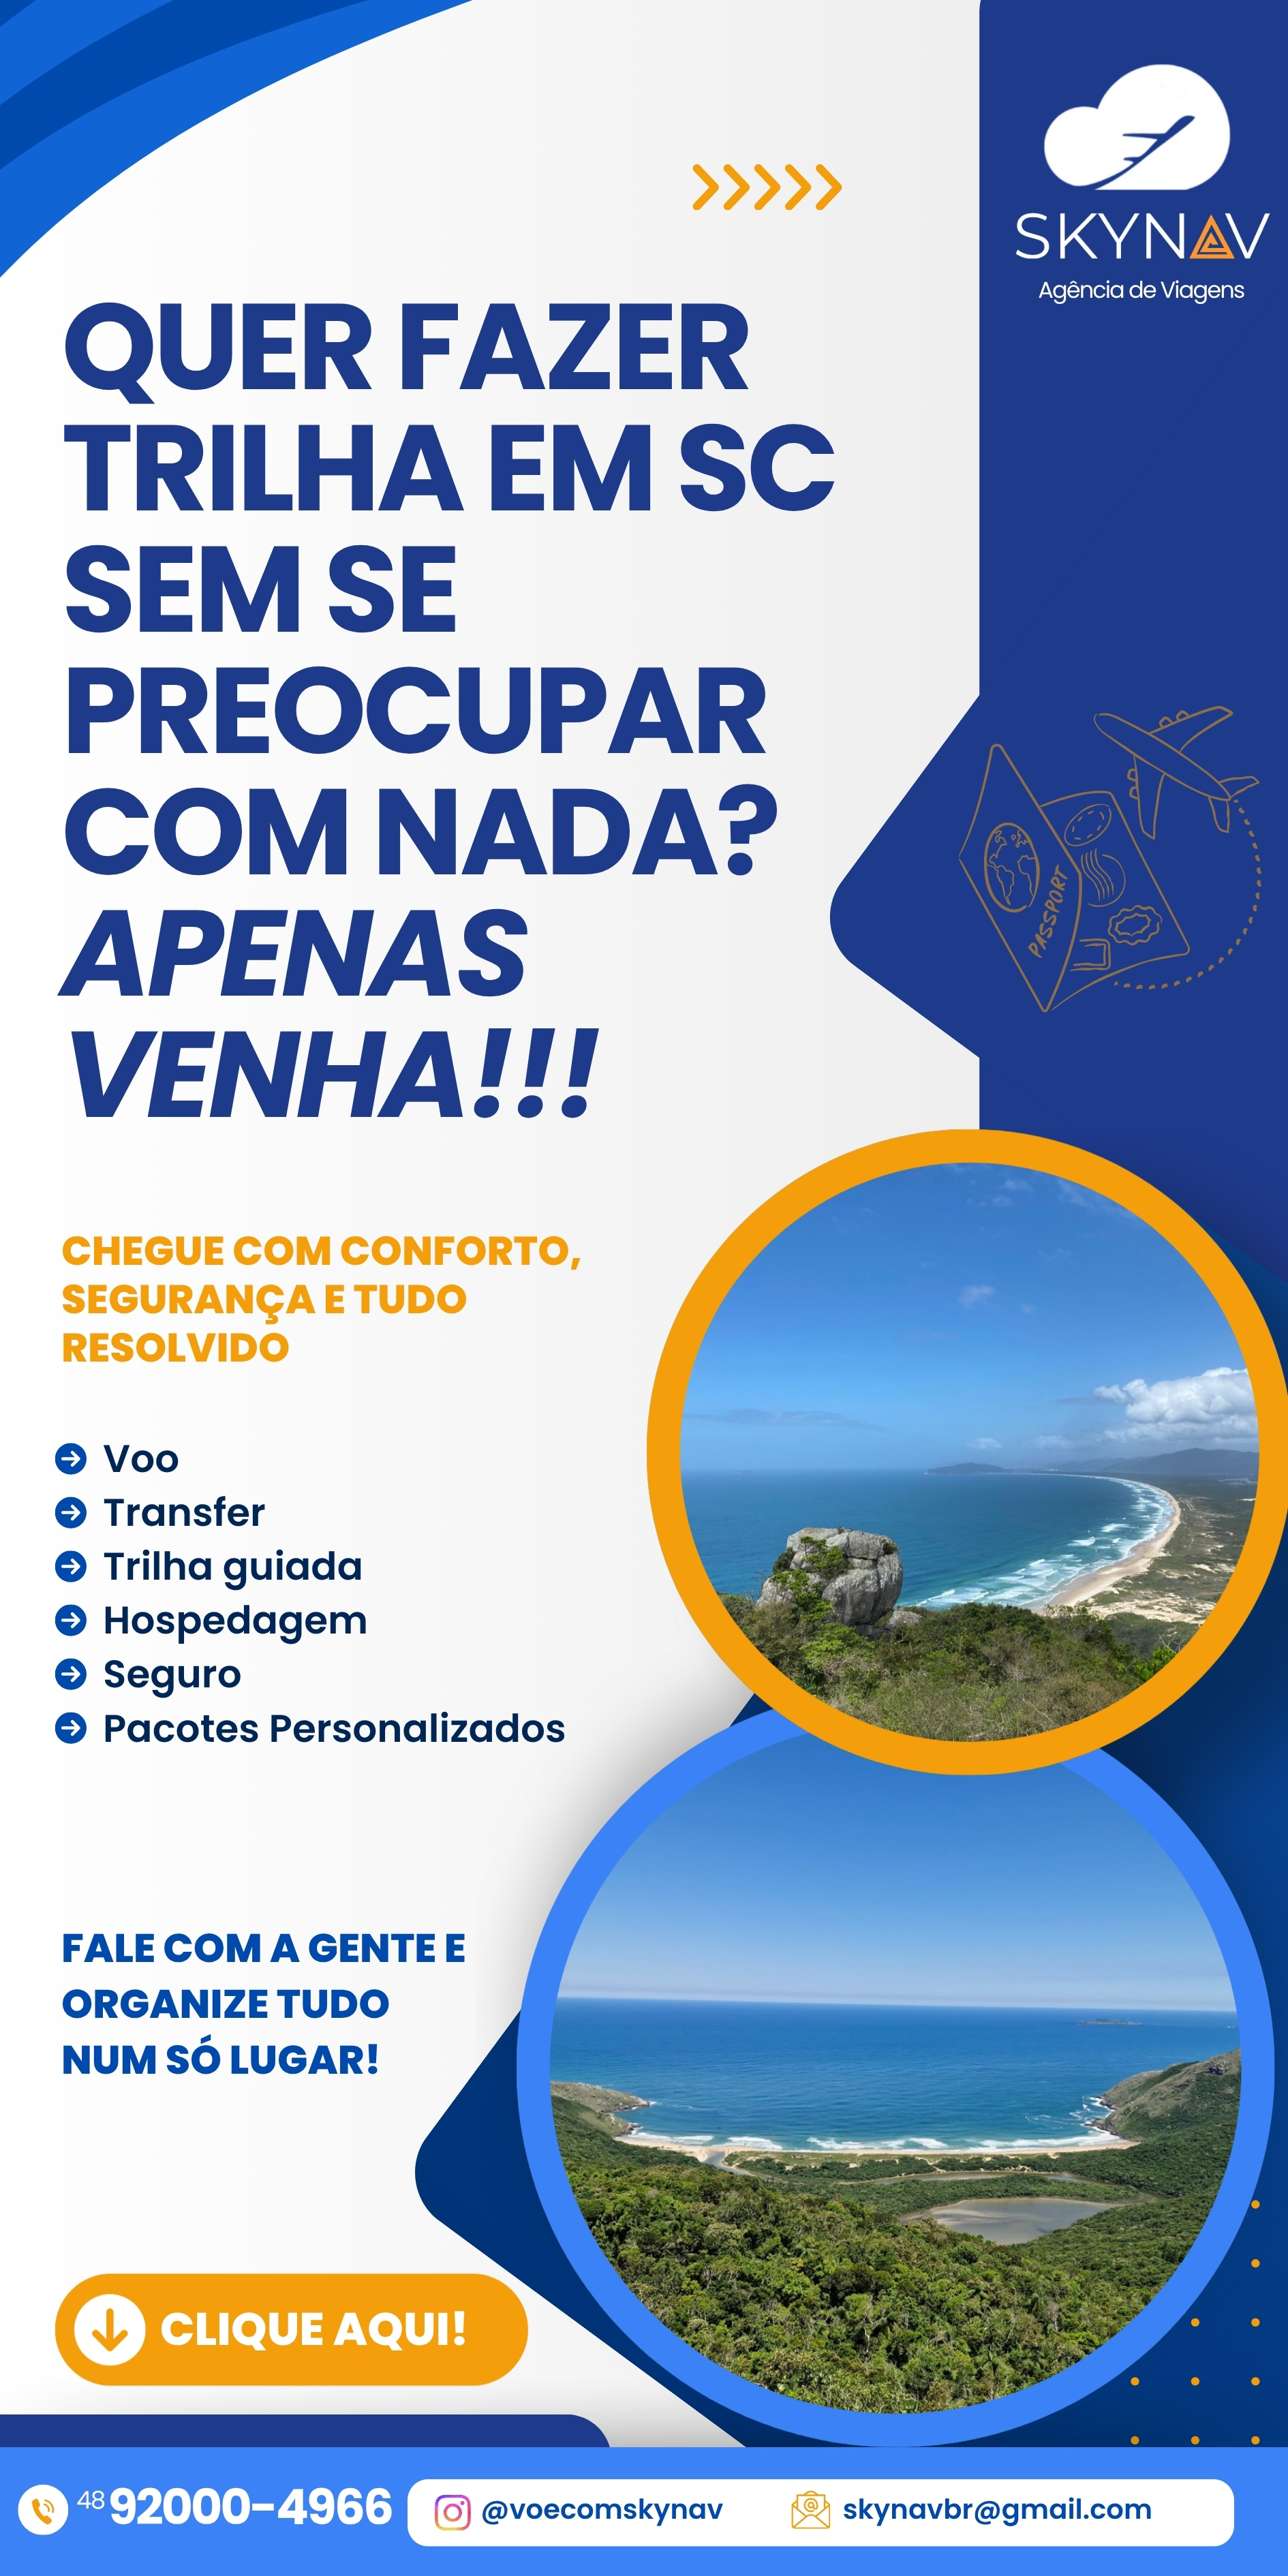 SKYNAV
Agência de Viagens
QUER FAZER
TRILHA EM SC
SEM SE
PREOCUPAR
COM NADA?
APENAS
VENHA!!!
PASSPORT
CHEGUE COM CONFORTO,
SEGURANÇA E TUDO
RESOLVIDO
Voo
Transfer
Trilha guiada
Hospedagem
Seguro
Pacotes Personalizados
FALE COM A GENTE E
ORGANIZE TUDO
NUM SÓ LUGAR!
CLIQUE AQUI!
48 92000-4966 @voecomskynav skynavbr@gmail.com